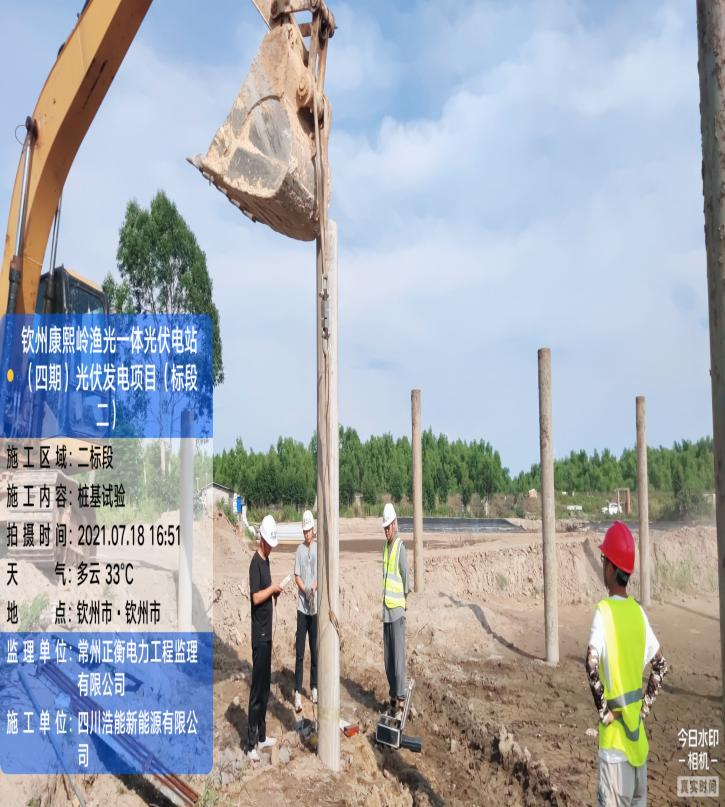 钦州康熙岭渔光一体光伏电站
（四期）光伏发电项目（标段
二）
施工区域：二标段
施工内容：桩基试验
拍摄时间：2021.07.18 16:51
天气：多云 33℃
地点：钦州市·钦州市
监理单位：常州正衡电力工程监理
有限公司
施工单位：四川浩能新能源有限公
司
今日水印
－相机－
真实时间